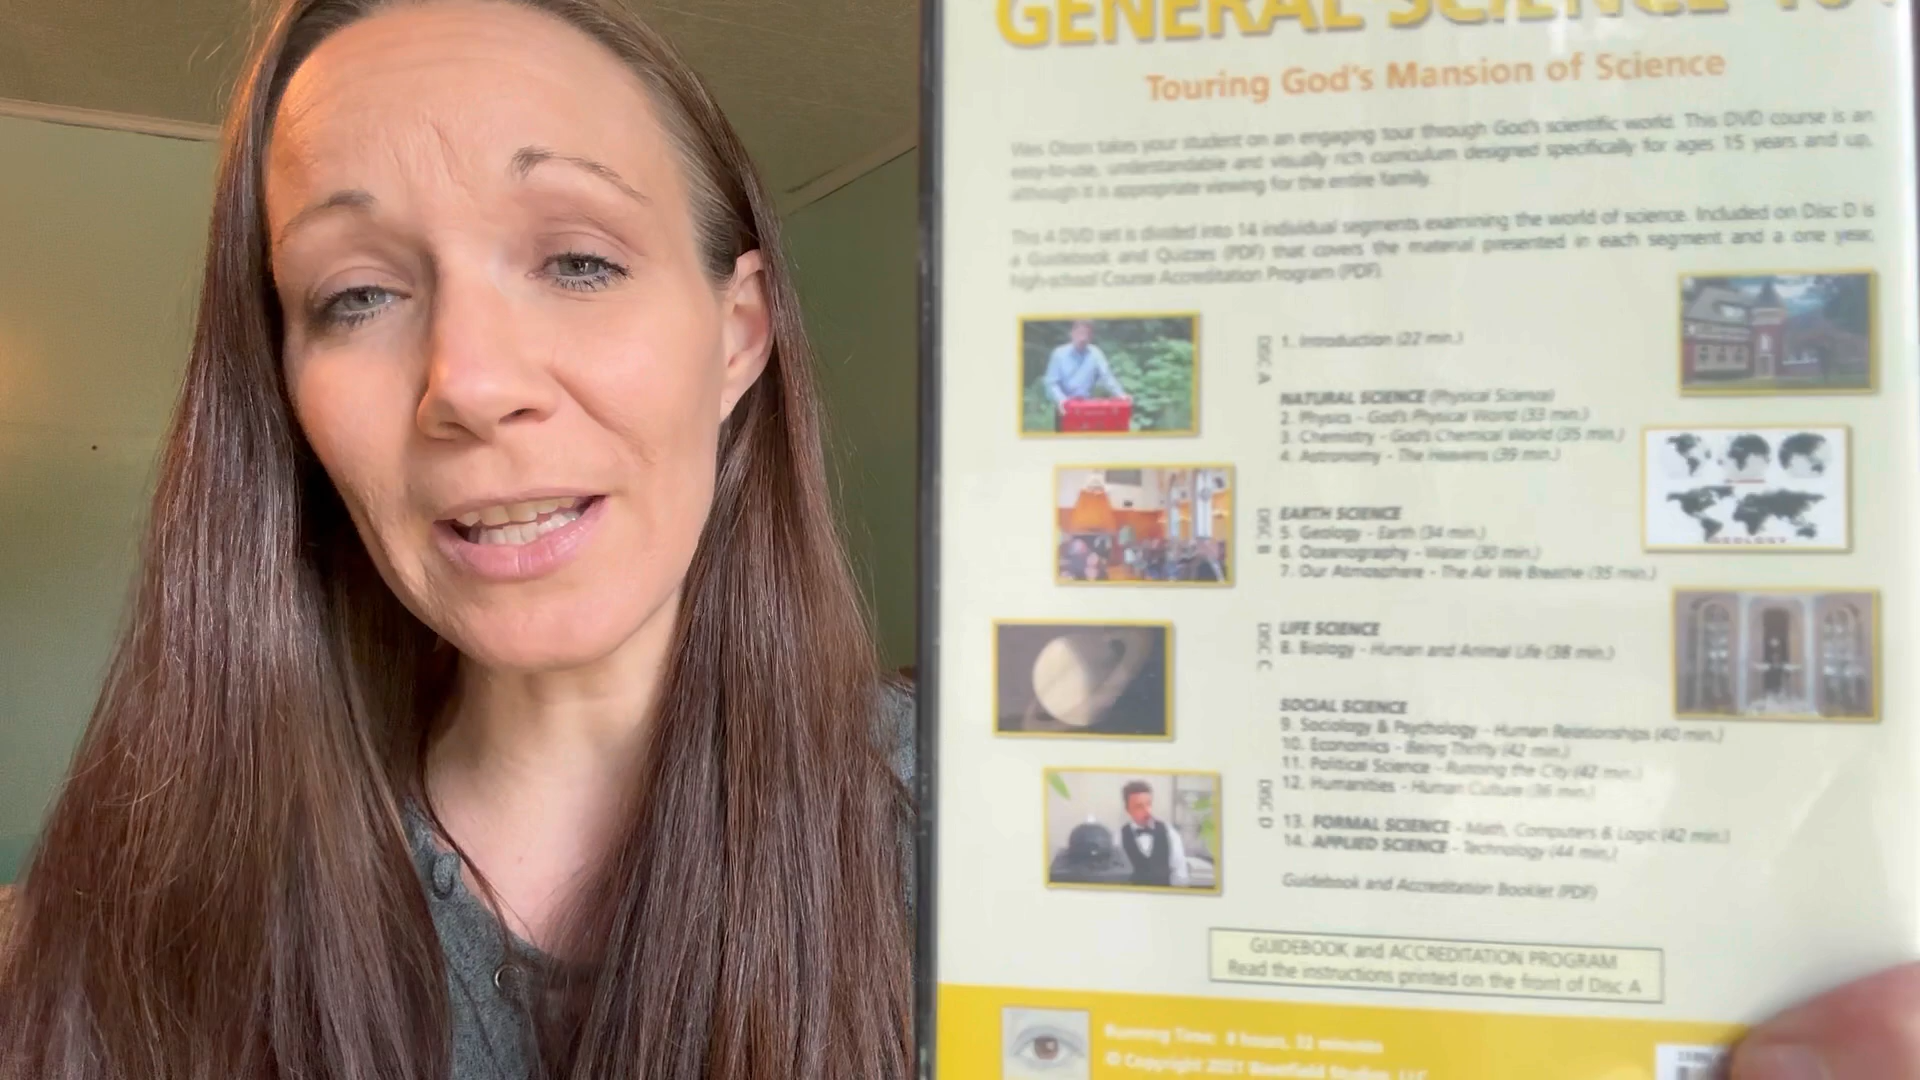 GENERAL SCIENCE 101
Touring God's Mansion of Science
Wes Olson takes your student on an engaging tour through God's scientific world. This DVD course is an
easy-to-use, understandable and visually rich curriculum designed specifically for ages 15 years and up,
although it is appropriate viewing for the entire family.
This 4 DVD set is divided into 14 individual segments examining the world of science. Included on Disc D is
a Guidebook and Quizzes (PDF) that covers the material presented in each segment and a one year,
high-school Course Accreditation Program (PDF).
DISC A
1. Introduction (22 min.)
NATURAL SCIENCE (Physical Science)
2. Physics - God's Physical World (33 min.)
3. Chemistry - God's Chemical World (35 min.)
4. Astronomy - The Heavens (39 min.)
DISC B
EARTH SCIENCE
5. Geology - Earth (34 min.)
6. Oceanography - Water (30 min.)
7. Our Atmosphere - The Air We Breathe (35 min.)
GEOLOGY
DISC C
LIFE SCIENCE
8. Biology - Human and Animal Life (38 min.)
SOCIAL SCIENCE
9. Sociology & Psychology - Human Relationships (40 min.)
10. Economics - Being Thrifty (42 min.)
11. Political Science - Running the City (42 min.)
12. Humanities - Human Culture (36 min.)
DISC D
13. FORMAL SCIENCE - Math, Computers & Logic (42 min.)
14. APPLIED SCIENCE - Technology (44 min.)
Guidebook and Accreditation Booklet (PDF)
GUIDEBOOK and ACCREDITATION PROGRAM
Read the instructions printed on the front of Disc A
Running Time: 8 hours, 32 minutes
© Copyright 2021 Westfield Studios, LLC